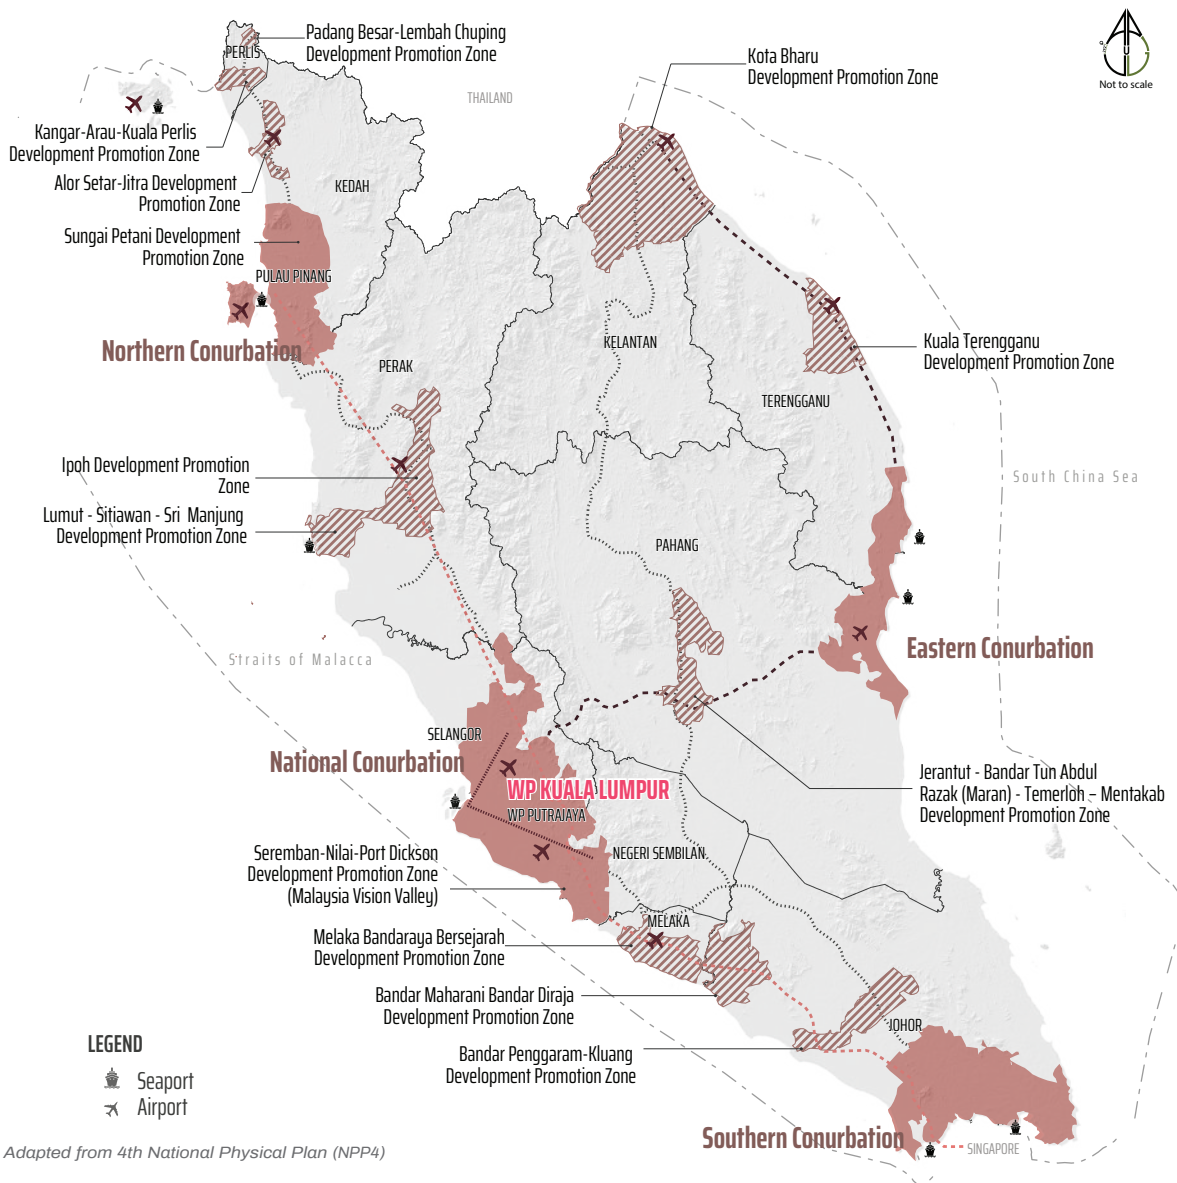 Padang Besar-Lembah Chuping
Development Promotion Zone
PERLIS
Kota Bharu
Development Promotion Zone
Not to scale
THAILAND
Kangar-Arau-Kuala Perlis
Development Promotion Zone
Alor Setar-Jitra Development
Promotion Zone
KEDAH
Sungai Petani Development
Promotion Zone
PULAU PINANG
Northern Conurbation
KELANTAN
Kuala Terengganu
Development Promotion Zone
PERAK
TERENGGANU
Ipoh Development Promotion
Zone
South China Sea
Lumut - Sitiawan - Sri Manjung
Development Promotion Zone
PAHANG
Eastern Conurbation
Straits of Malacca
SELANGOR
National Conurbation
WP KUALA LUMPUR
WP PUTRAJAYA
Jerantut - Bandar Tun Abdul
Razak (Maran) - Temerloh – Mentakab
Development Promotion Zone
Seremban-Nilai-Port Dickson
Development Promotion Zone
(Malaysia Vision Valley)
NEGERI SEMBILAN
MELAKA
Melaka Bandaraya Bersejarah
Development Promotion Zone
Bandar Maharani Bandar Diraja
Development Promotion Zone
JOHOR
Bandar Penggaram-Kluang
Development Promotion Zone
LEGEND
Seaport
Airport
Southern Conurbation
SINGAPORE
Adapted from 4th National Physical Plan (NPP4)